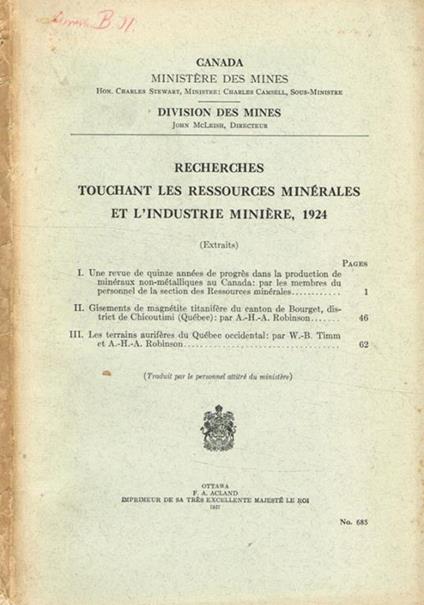 B. 11.
CANADA
MINISTÈRE DES MINES
Hon. Charles Stewart, Ministre; Charles Camsell, Sous-Ministre
DIVISION DES MINES
John McLeish, Directeur
RECHERCHES
TOUCHANT LES RESSOURCES MINÉRALES
ET L'INDUSTRIE MINIÈRE, 1924
(Extraits)
Pages
I. Une revue de quinze années de progrès dans la production de
minéraux non-métalliques au Canada: par les membres du
personnel de la section des Ressources minérales............ 1
II. Gisements de magnétite titanifère du canton de Bourget, dis-
trict de Chicoutimi (Québec): par A.-H.-A. Robinson....... 46
III. Les terrains aurifères du Québec occidental: par W.-B. Timm
et A.-H.-A. Robinson........................................ 62
(Traduit par le personnel attitré du ministère)
OTTAWA
F. A. ACLAND
IMPRIMEUR DE SA TRÈS EXCELLENTE MAJESTÉ LE ROI
1927
No. 685